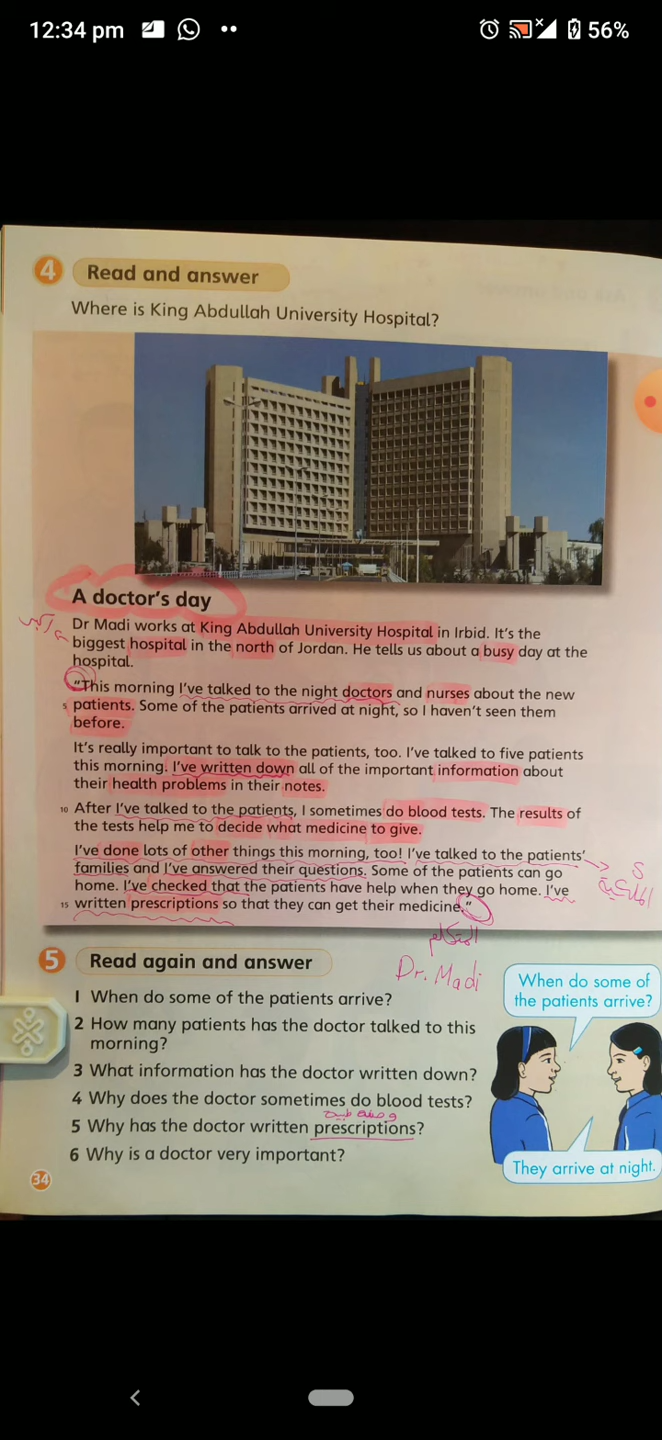 12:34 pm
56%
4 Read and answer
Where is King Abdullah University Hospital?
A doctor's day
Dr Madi works at King Abdullah University Hospital in Irbid. It's the
biggest hospital in the north of Jordan. He tells us about a busy day at the
hospital.
"This morning I've talked to the night doctors and nurses about the new
5 patients. Some of the patients arrived at night, so I haven't seen them
before.
It's really important to talk to the patients, too. I've talked to five patients
this morning. I've written down all of the important information about
their health problems in their notes.
10 After I've talked to the patients, I sometimes do blood tests. The results of
the tests help me to decide what medicine to give.
I've done lots of other things this morning, too! I've talked to the patients'
families and I've answered their questions. Some of the patients can go
home. I've checked that the patients have help when they go home. I've
15 written prescriptions so that they can get their medicine."
S
الملكية
المتكلم
Dr. Madi
5 Read again and answer
1 When do some of the patients arrive?
2 How many patients has the doctor talked to this
morning?
3 What information has the doctor written down?
4 Why does the doctor sometimes do blood tests?
وصفة طبية
5 Why has the doctor written prescriptions?
6 Why is a doctor very important?
When do some of
the patients arrive?
They arrive at night.
34